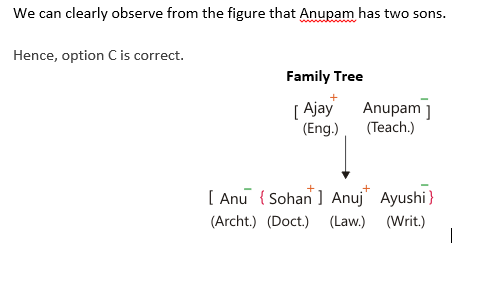 We can clearly observe from the figure that Anupam has two sons.
Hence, option C is correct.
Family Tree
[ Ajay+ Anupam− ]
(Eng.) (Teach.)
[ Anu− { Sohan+ ] Anuj+ Ayushi− }
(Archt.) (Doct.) (Law.) (Writ.)